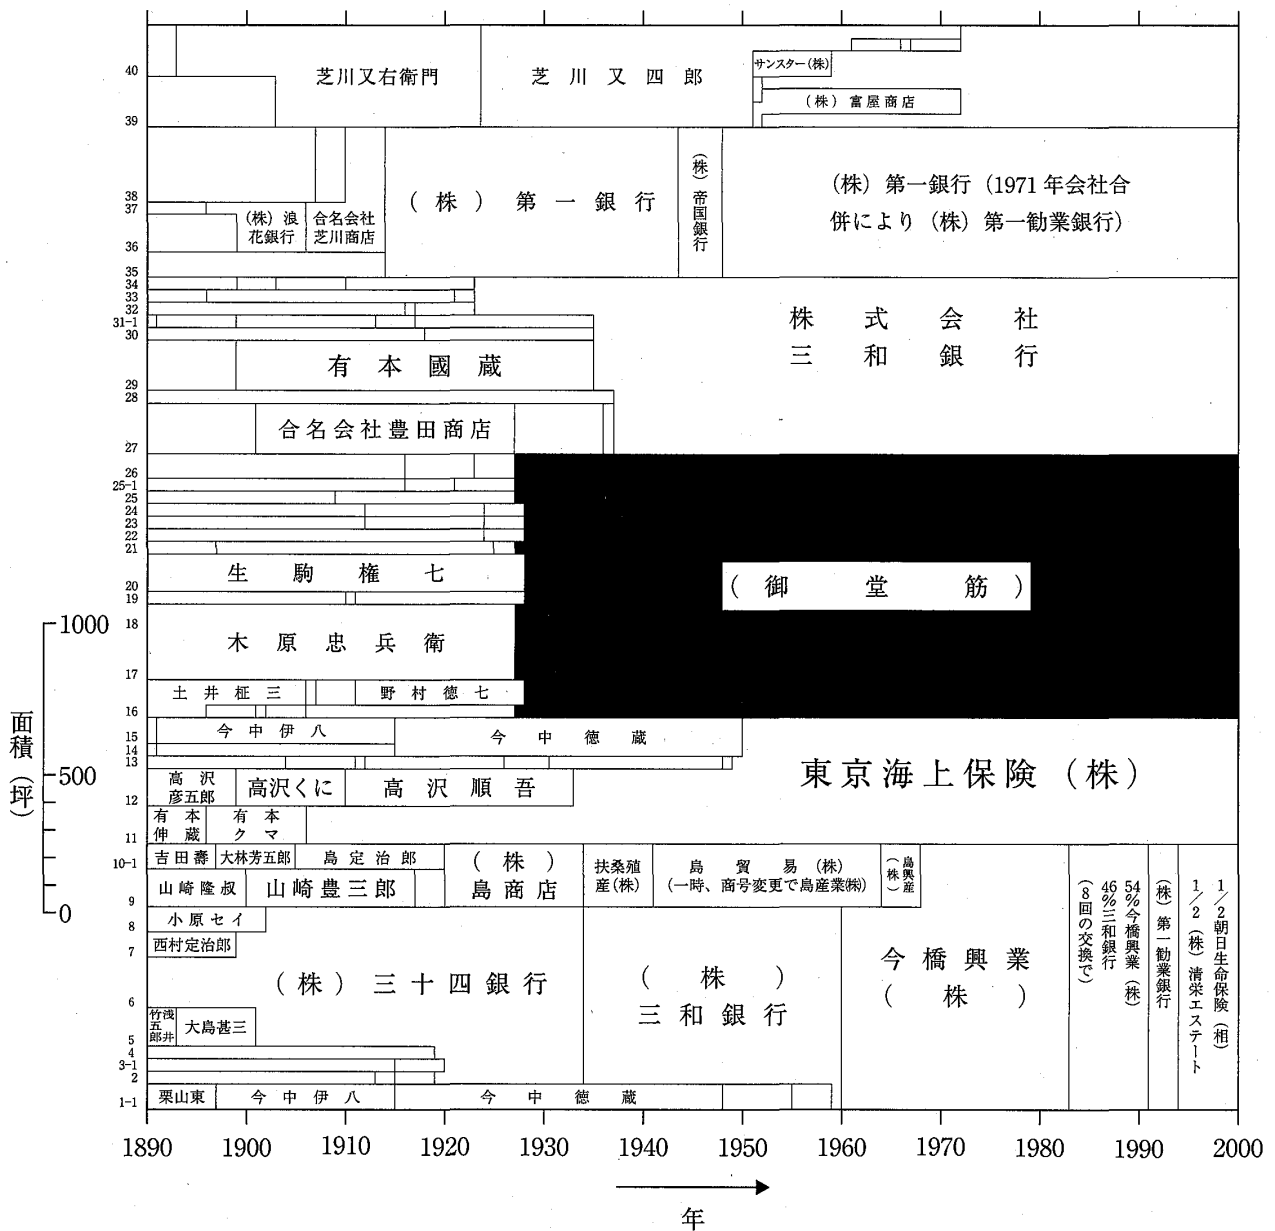 40
芝川又右衛門
芝川又四郎
サンスター(株)
(株)富屋商店
39
38
37
(株)浪
花銀行
合名会社
芝川商店
(株)第一銀行
(株)帝国銀行
(株)第一銀行(1971年会社合
併により(株)第一勧業銀行)
36
35
34
33
32
31-1
30
有本國蔵
株式会社
三和銀行
29
28
合名会社豊田商店
27
26
25-1
25
24
23
22
21
生駒権七
20
19
(御堂筋)
1000
18
木原忠兵衛
17
土井柾三
野村徳七
16
今中伊八
15
今中徳蔵
14
13
東京海上保険(株)
500
高沢
彦五郎
高沢くに
高沢順吾
12
有本
伸蔵
有本
クマ
11
吉田壽
大林芳五郎
島定治郎
10-1
(株)
島商店
扶桑殖
産(株)
島貿易(株)
(一時、商号変更で島産業㈱)
島興産
(株)
山崎隆叔
山崎豊三郎
9
0
面積(坪)
小原セイ
8
西村定治郎
7
(株)三十四銀行
(株)
三和銀行
今橋興業
(株)
54%今橋興業(株)
46%三和銀行
(8回の交換で)
(株)第一勧業銀行
1/2朝日生命保険(相)
1/2(株)清栄エステート
6
浅井
竹五郎
大島甚三
5
4
3-1
2
1-1
栗山東
今中伊八
今中徳蔵
1890 1900 1910 1920 1930 1940 1950 1960 1970 1980 1990 2000
年